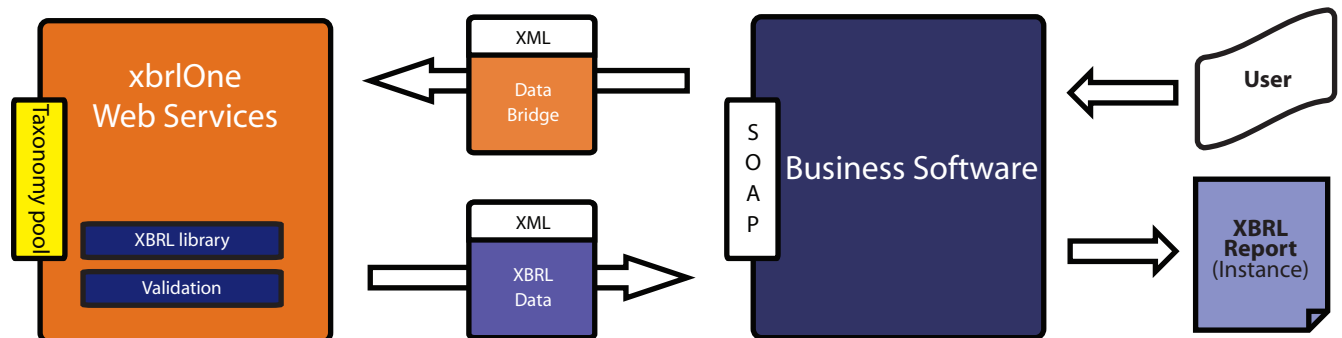 xbrlOne
Web Services
Taxonomy pool
XBRL library
Validation
XML
Data
Bridge
XML
XBRL
Data
S
O
A
P
Business Software
User
XBRL
Report
(Instance)